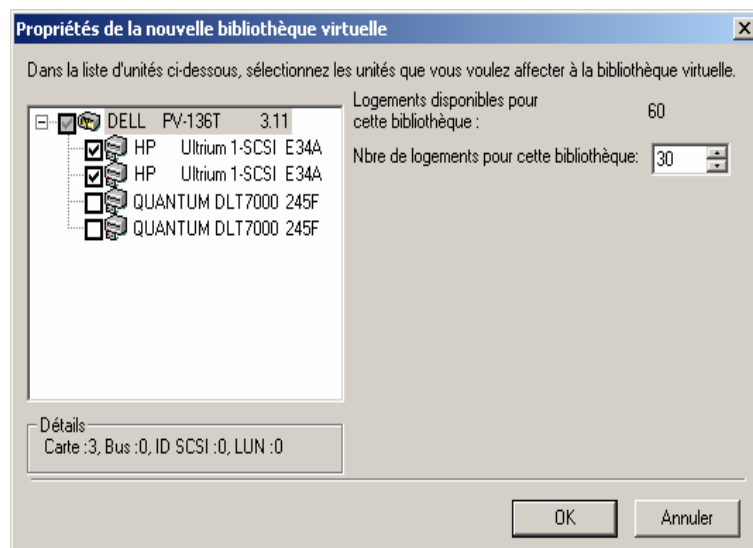 Propriétés de la nouvelle bibliothèque virtuelle
Dans la liste d'unités ci-dessous, sélectionnez les unités que vous voulez affecter à la bibliothèque virtuelle.
DELL PV-136T 3.11
HP Ultrium 1-SCSI E34A
HP Ultrium 1-SCSI E34A
QUANTUM DLT7000 245F
QUANTUM DLT7000 245F
Logements disponibles pour
cette bibliothèque : 60
Nbre de logements pour cette bibliothèque: 30
Détails
Carte :3, Bus :0, ID SCSI :0, LUN :0
OK Annuler